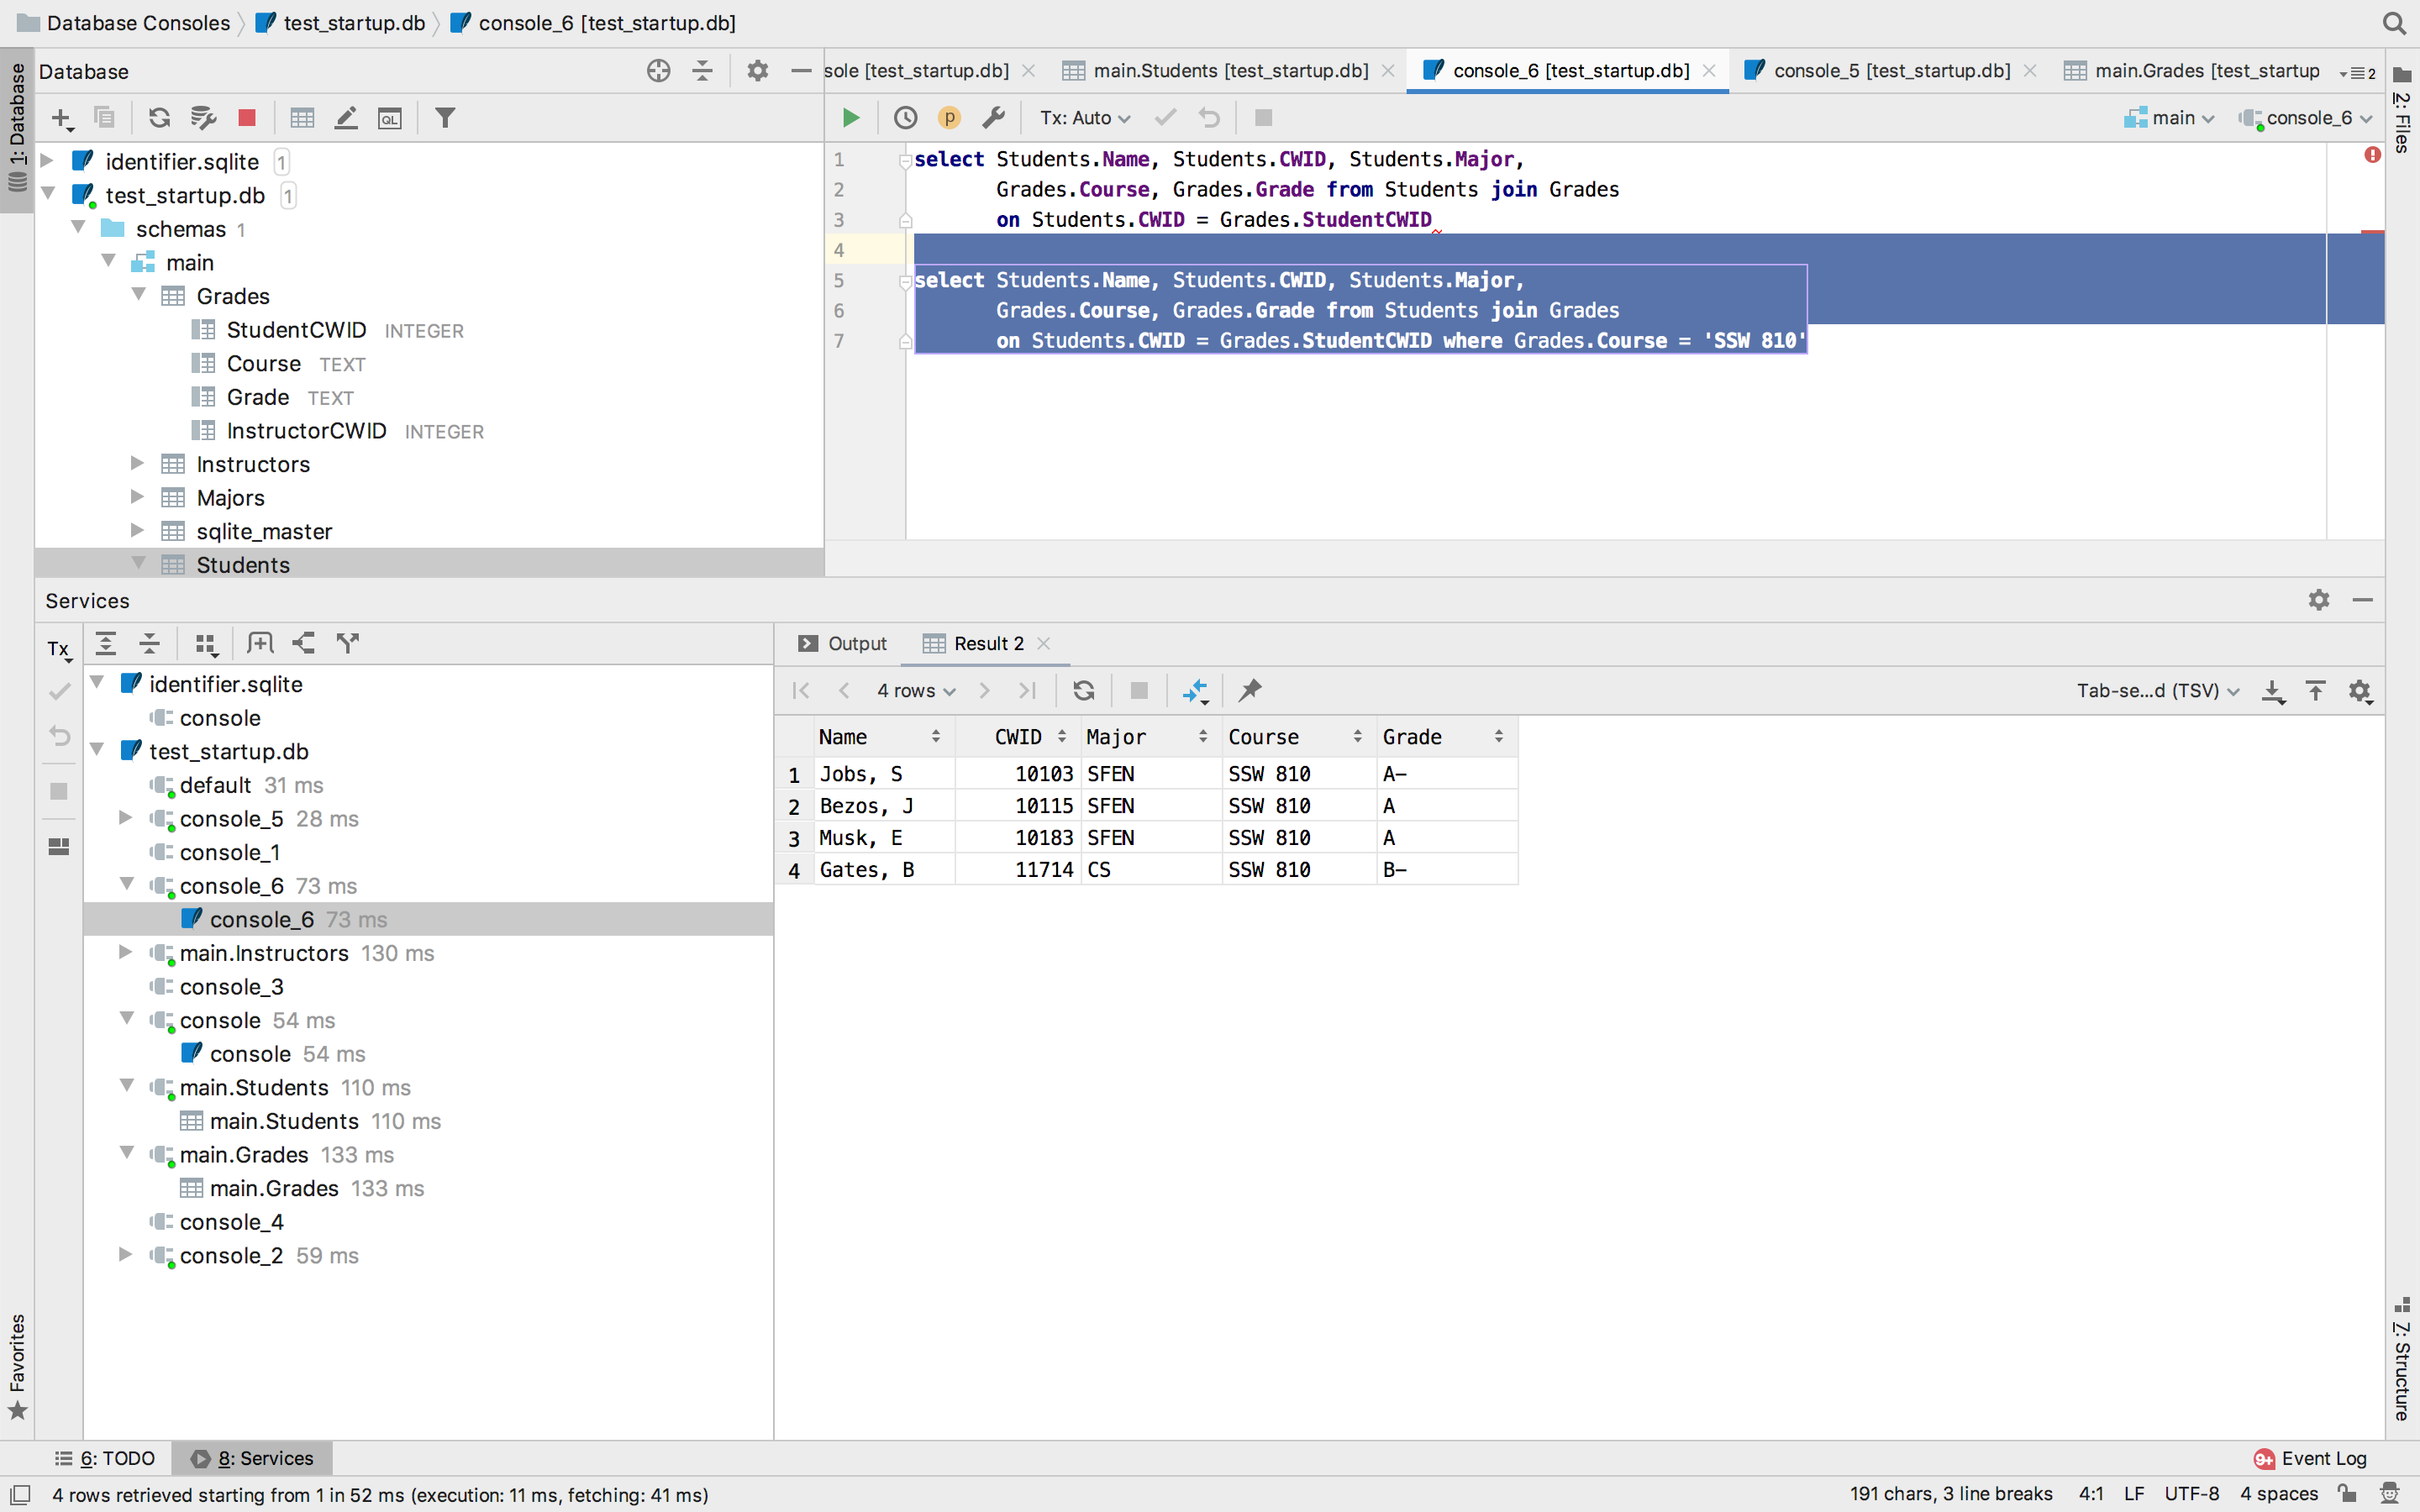 Database Consoles test_startup.db console_6 [test_startup.db]
1: Database
Database
sole [test_startup.db] main.Students [test_startup.db] console_6 [test_startup.db] console_5 [test_startup.db] main.Grades [test_startup 2
2: Files
QL
p Tx: Auto main console_6
identifier.sqlite 1
test_startup.db 1
schemas 1
main
Grades
StudentCWID INTEGER
Course TEXT
Grade TEXT
InstructorCWID INTEGER
Instructors
Majors
sqlite_master
Students
1 select Students.Name, Students.CWID, Students.Major,
2 Grades.Course, Grades.Grade from Students join Grades
3 on Students.CWID = Grades.StudentCWID
4
5 select Students.Name, Students.CWID, Students.Major,
6 Grades.Course, Grades.Grade from Students join Grades
7 on Students.CWID = Grades.StudentCWID where Grades.Course = 'SSW 810'
Services
Tx
identifier.sqlite
console
test_startup.db
default 31 ms
console_5 28 ms
console_1
console_6 73 ms
console_6 73 ms
main.Instructors 130 ms
console_3
console 54 ms
console 54 ms
main.Students 110 ms
main.Students 110 ms
main.Grades 133 ms
main.Grades 133 ms
console_4
console_2 59 ms
Output Result 2
4 rows Tab-se...d (TSV)
Name CWID Major Course Grade
1 Jobs, S 10103 SFEN SSW 810 A-
2 Bezos, J 10115 SFEN SSW 810 A
3 Musk, E 10183 SFEN SSW 810 A
4 Gates, B 11714 CS SSW 810 B-
Favorites
7: Structure
6: TODO 8: Services 9+ Event Log
4 rows retrieved starting from 1 in 52 ms (execution: 11 ms, fetching: 41 ms) 191 chars, 3 line breaks 4:1 LF UTF-8 4 spaces